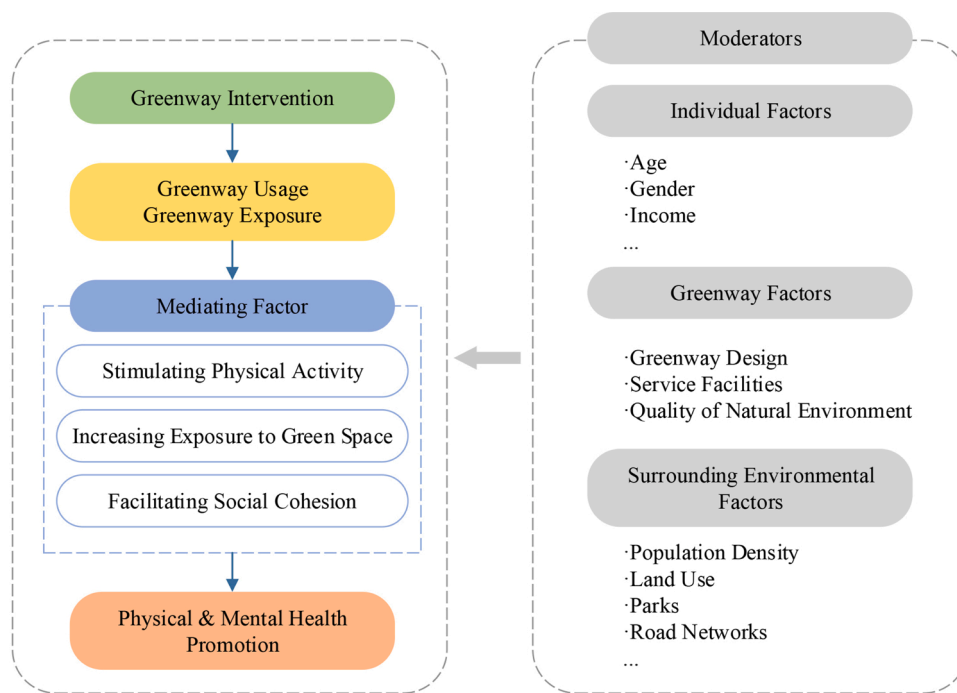 Greenway Intervention
Greenway Usage
Greenway Exposure
Mediating Factor
Stimulating Physical Activity
Increasing Exposure to Green Space
Facilitating Social Cohesion
Physical & Mental Health
Promotion
Moderators
Individual Factors
·Age
·Gender
·Income
...
Greenway Factors
·Greenway Design
·Service Facilities
·Quality of Natural Environment
Surrounding Environmental
Factors
·Population Density
·Land Use
·Parks
·Road Networks
...